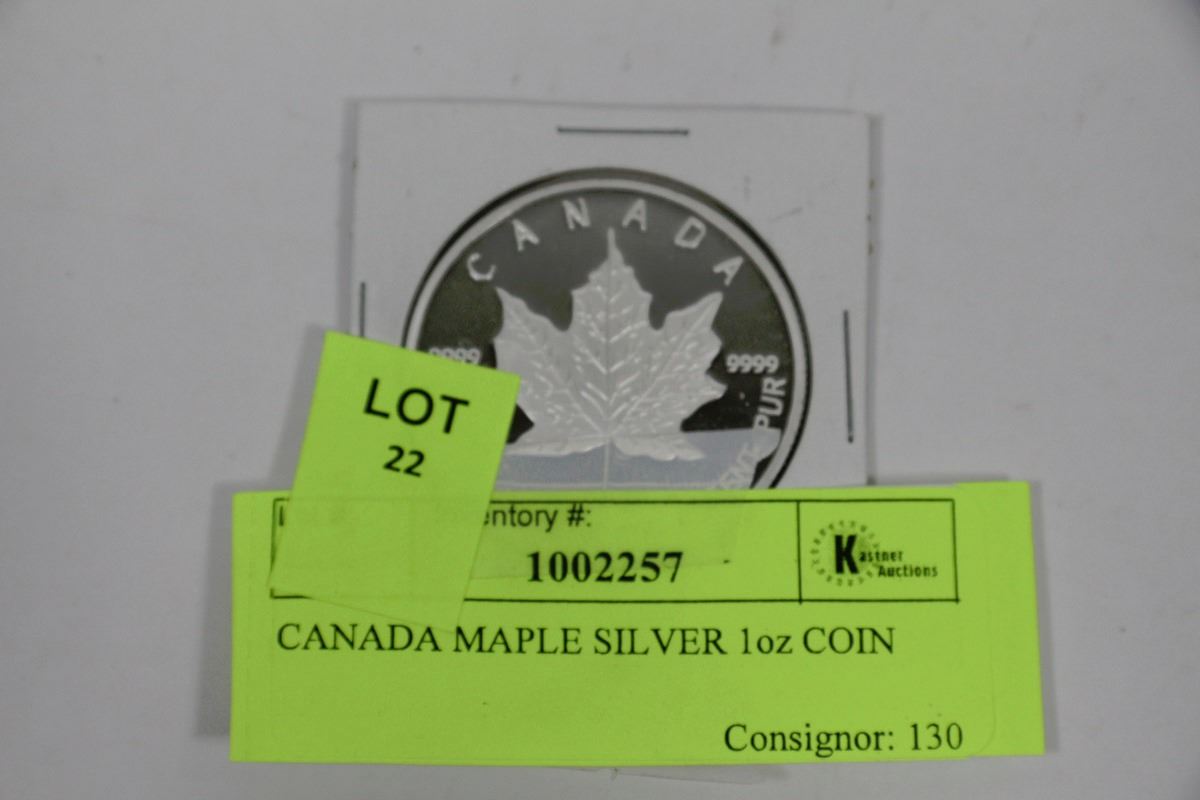 CANADA
9999
9999
PUR
LOT
22
Inventory #:
1002257
Kastner
Auctions
CANADA MAPLE SILVER 1oz COIN
Consignor: 130